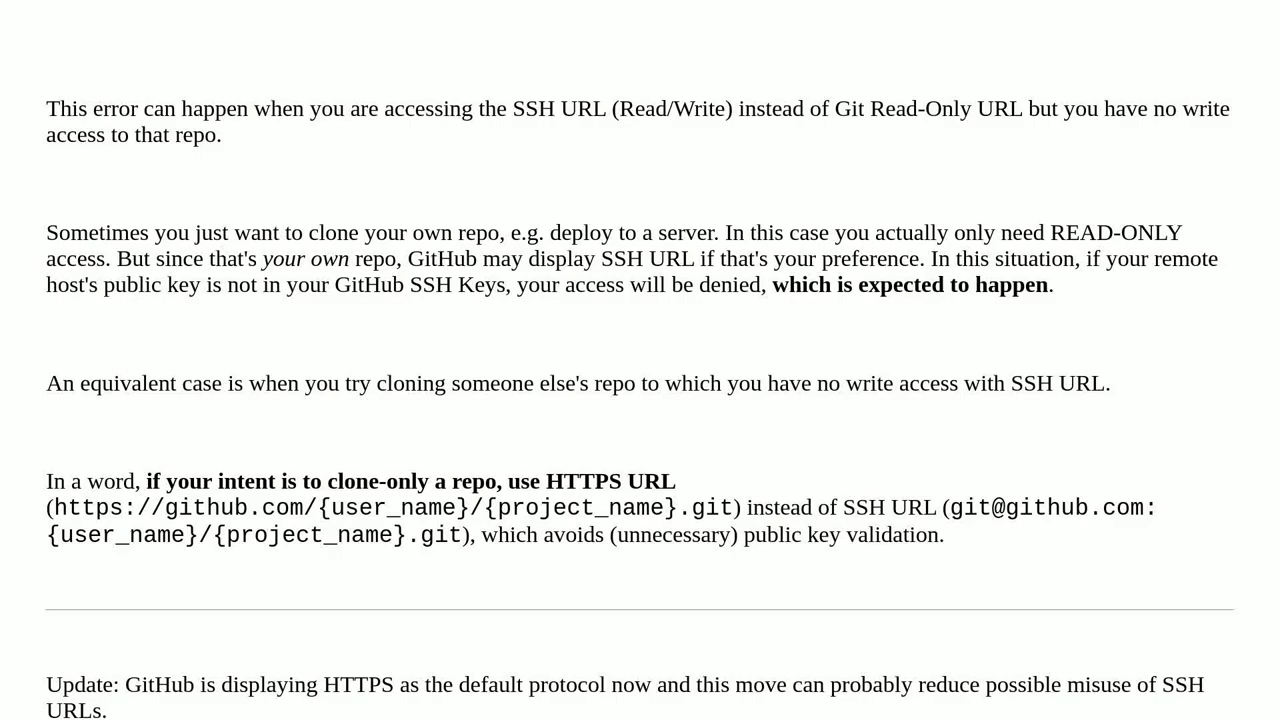 This error can happen when you are accessing the SSH URL (Read/Write) instead of Git Read-Only URL but you have no write
access to that repo.
Sometimes you just want to clone your own repo, e.g. deploy to a server. In this case you actually only need READ-ONLY
access. But since that's your own repo, GitHub may display SSH URL if that's your preference. In this situation, if your remote
host's public key is not in your GitHub SSH Keys, your access will be denied, which is expected to happen.
An equivalent case is when you try cloning someone else's repo to which you have no write access with SSH URL.
In a word, if your intent is to clone-only a repo, use HTTPS URL
(https://github.com/{user_name}/{project_name}.git) instead of SSH URL (git@github.com:
{user_name}/{project_name}.git), which avoids (unnecessary) public key validation.
Update: GitHub is displaying HTTPS as the default protocol now and this move can probably reduce possible misuse of SSH
URLs.